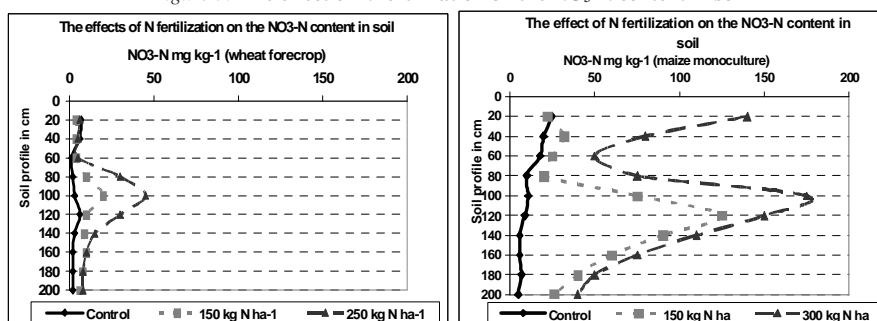 The effects of N fertilization on the NO3-N content in soil
NO3-N mg kg-1 (wheat forecrop)
0 50 100 150 200
Soil profile in cm
0
20
40
60
80
100
120
140
160
180
200
Control 150 kg N ha-1 250 kg N ha-1
The effect of N fertilization on the NO3-N content in
soil
NO3-N mg kg-1 (maize monoculture)
0 50 100 150 200
Soil profile in cm
0
20
40
60
80
100
120
140
160
180
200
Control 150 kg N ha 300 kg N ha